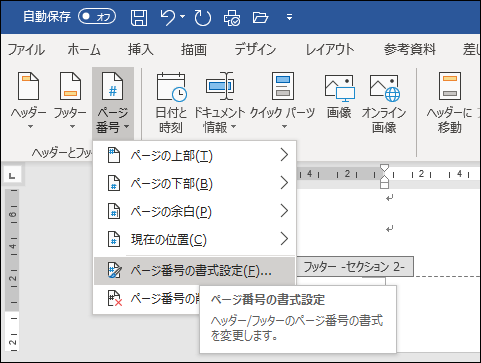 自動保存 オフ
ファイル ホーム 挿入 描画 デザイン レイアウト 参考資料 差し
ヘッダー フッター ページ番号 日付と時刻 ドキュメント情報 クイック パーツ 画像 オンライン画像 ヘッダーに移動
ヘッダーとフッ
ページの上部(T)
ページの下部(B)
ページの余白(P)
現在の位置(C)
ページ番号の書式設定(F)...
ページ番号の削
4 2 2 4
6 4 2 2
フッター -セクション 2-
ページ番号の書式設定
ヘッダー/フッターのページ番号の書式
を変更します。